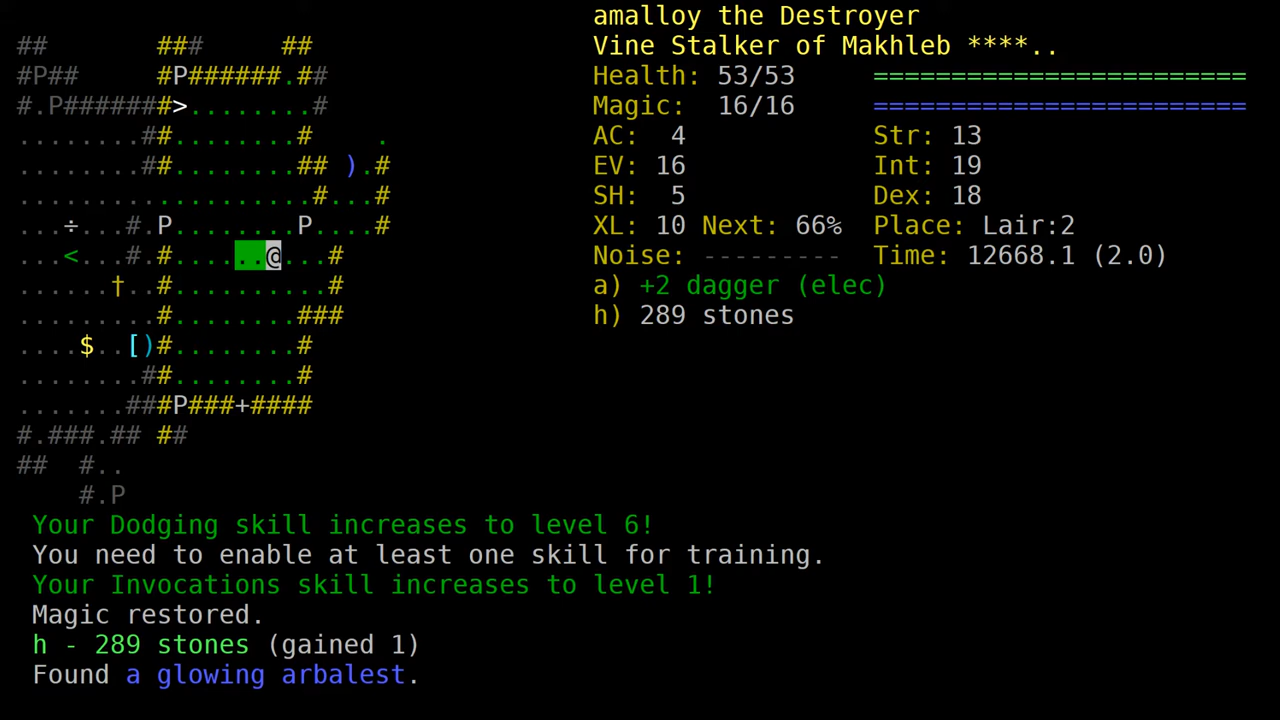 amalloy the Destroyer
##       ###     ##    Vine Stalker of Makhleb ****..
#P##     #P######.##    Health: 53/53    ========================
#.P#######>........#    Magic:  16/16    ========================
........###........#    .    AC:  4    Str: 13
........###........## ).#    EV: 16    Int: 19
...................#...#    SH:  5    Dex: 18
...÷...#.P........P....#    XL: 10 Next: 66%    Place: Lair:2
...<...#.#......@...#    Noise: ---------    Time: 12668.1 (2.0)
......†..#..........#    a) +2 dagger (elec)
.........#........###    h) 289 stones
....$..[)#........#
........##........#
.......###P###+####
#.###.## ##
##  #..
    #.P
Your Dodging skill increases to level 6!
You need to enable at least one skill for training.
Your Invocations skill increases to level 1!
Magic restored.
h - 289 stones (gained 1)
Found a glowing arbalest.